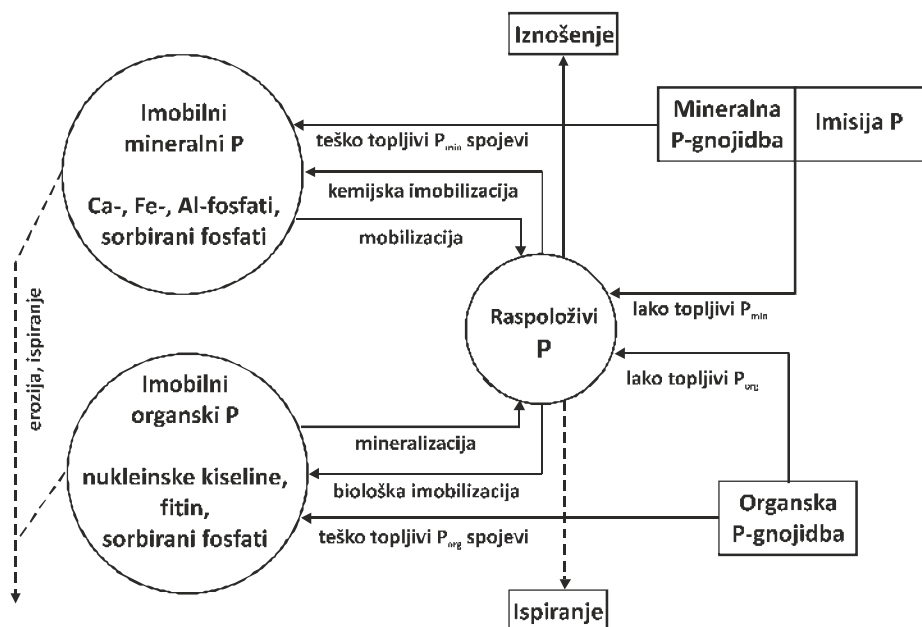 Iznošenje
Imobilni
mineralni P
Ca-, Fe-, Al-fosfati,
sorbirani fosfati
Mineralna
P-gnojidba
Imisija P
teško topljivi Pmin spojevi
kemijska imobilizacija
mobilizacija
Raspoloživi
P
lako topljivi Pmin
lako topljivi Porg
erozija, ispiranje
Imobilni
organski P
nukleinske kiseline,
fitin,
sorbirani fosfati
mineralizacija
biološka imobilizacija
teško topljivi Porg spojevi
Organska
P-gnojidba
Ispiranje